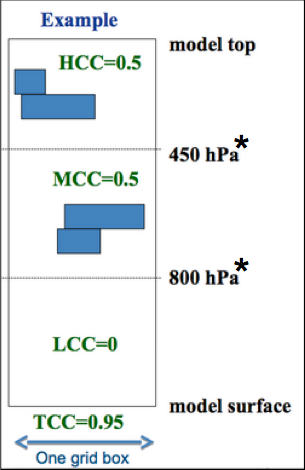 Example
model top
HCC=0.5
450 hPa*
MCC=0.5
800 hPa*
LCC=0
model surface
TCC=0.95
One grid box